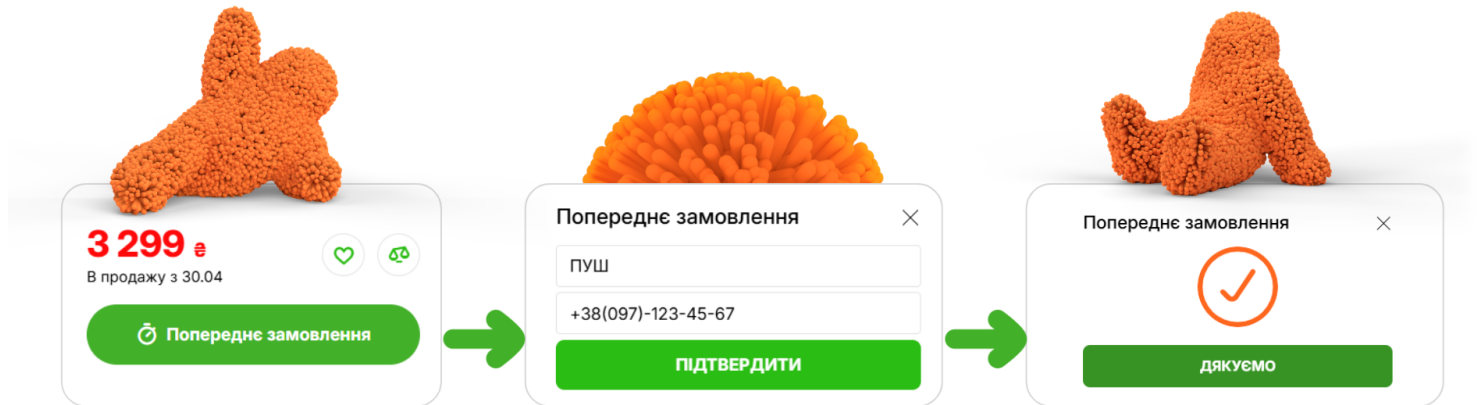 3 299 ₴
В продажу з 30.04
Попереднє замовлення
Попереднє замовлення
ПУШ
+38(097)-123-45-67
ПІДТВЕРДИТИ
Попереднє замовлення
ДЯКУЄМО